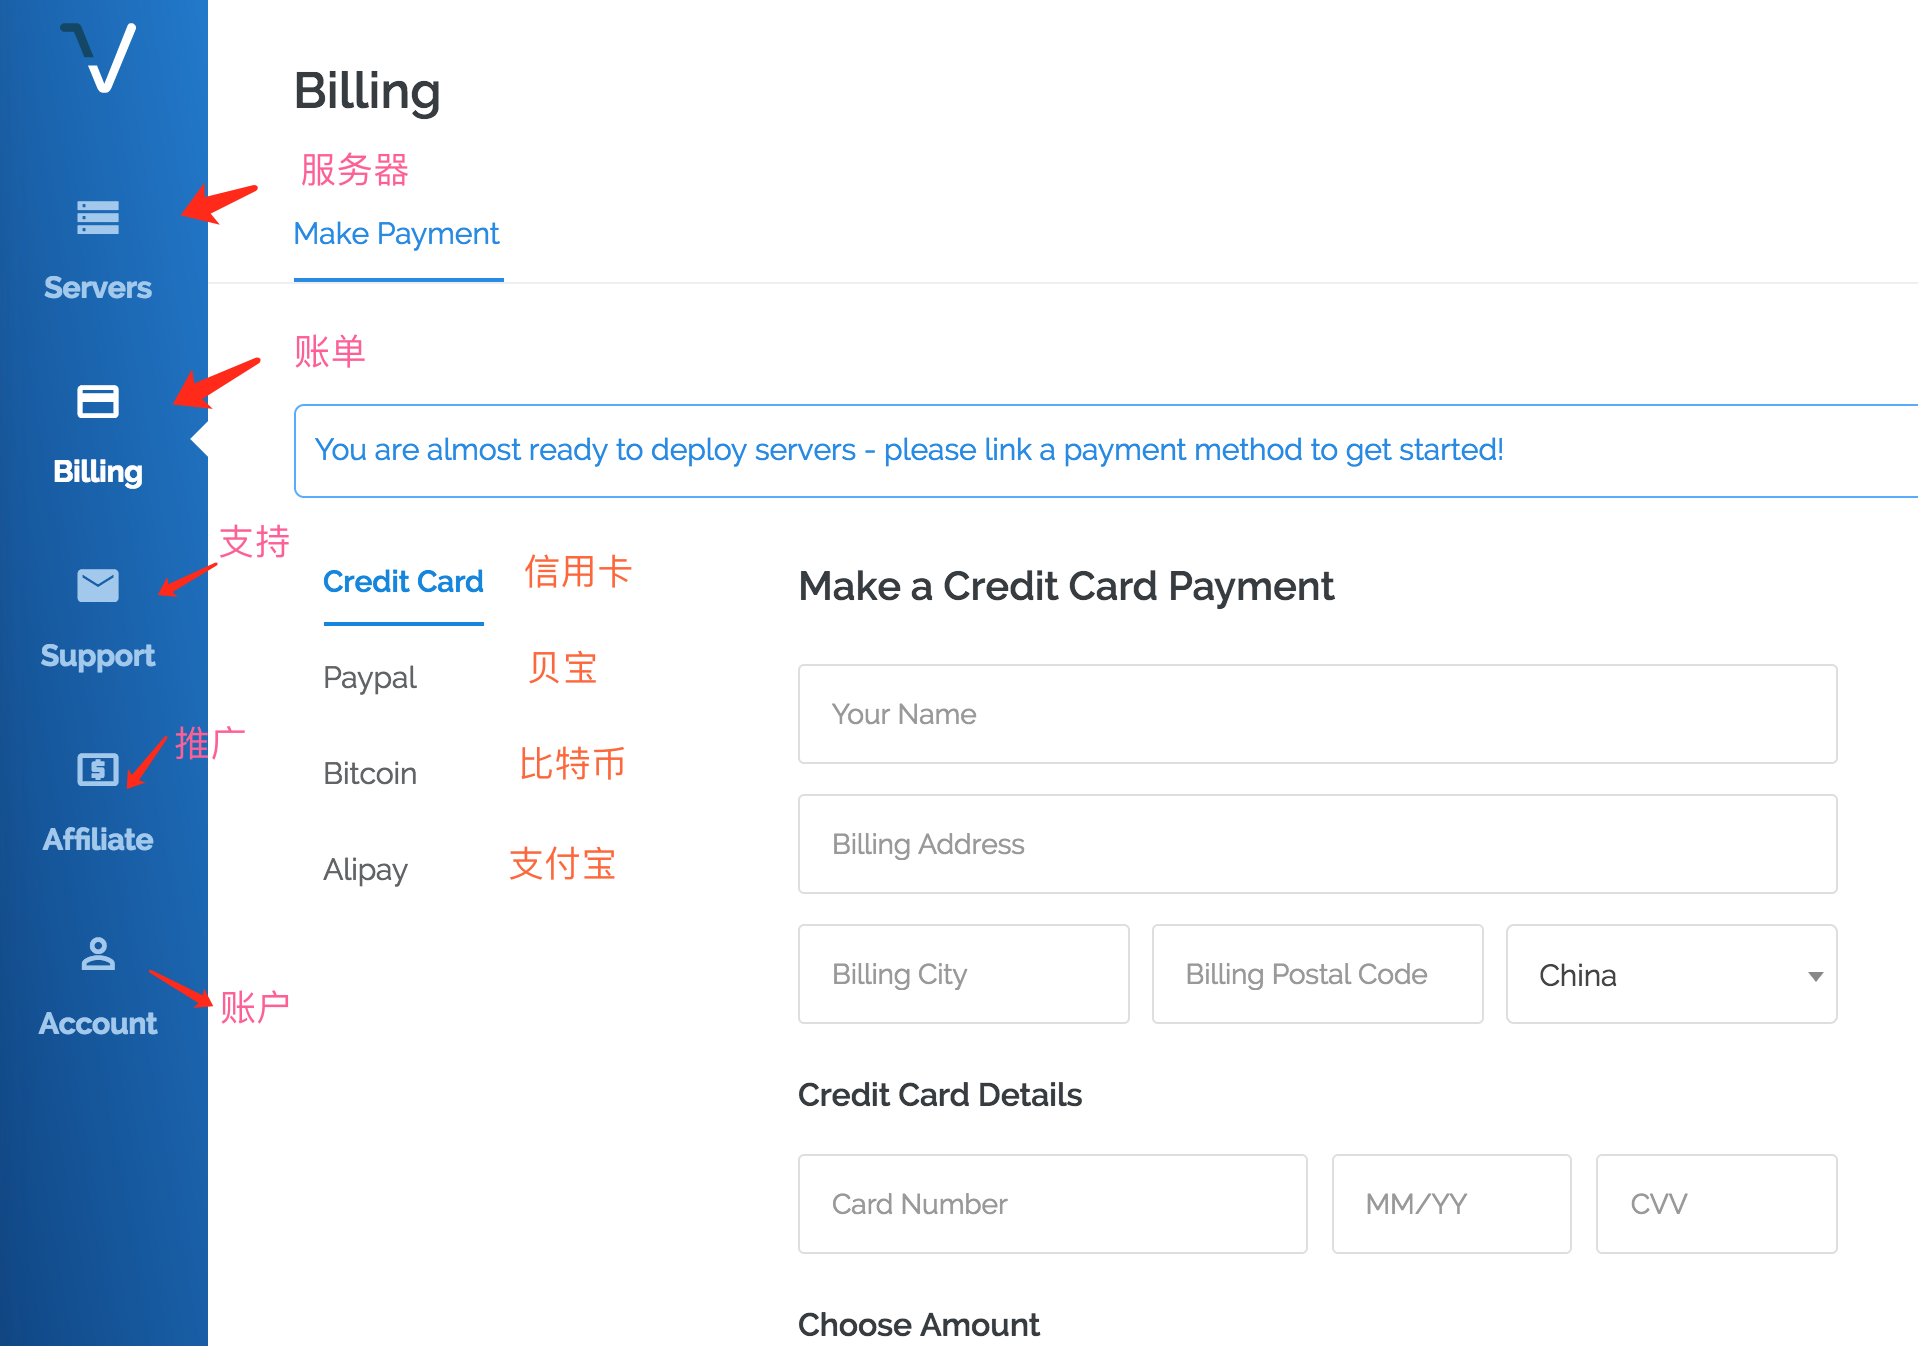 Billing
服务器
Make Payment
Servers
账单
You are almost ready to deploy servers - please link a payment method to get started!
Billing
支持
Support
推广
Affiliate
账户
Account
Credit Card 信用卡
Paypal 贝宝
Bitcoin 比特币
Alipay 支付宝
Make a Credit Card Payment
Your Name
Billing Address
Billing City Billing Postal Code China
Credit Card Details
Card Number MM/YY CVV
Choose Amount